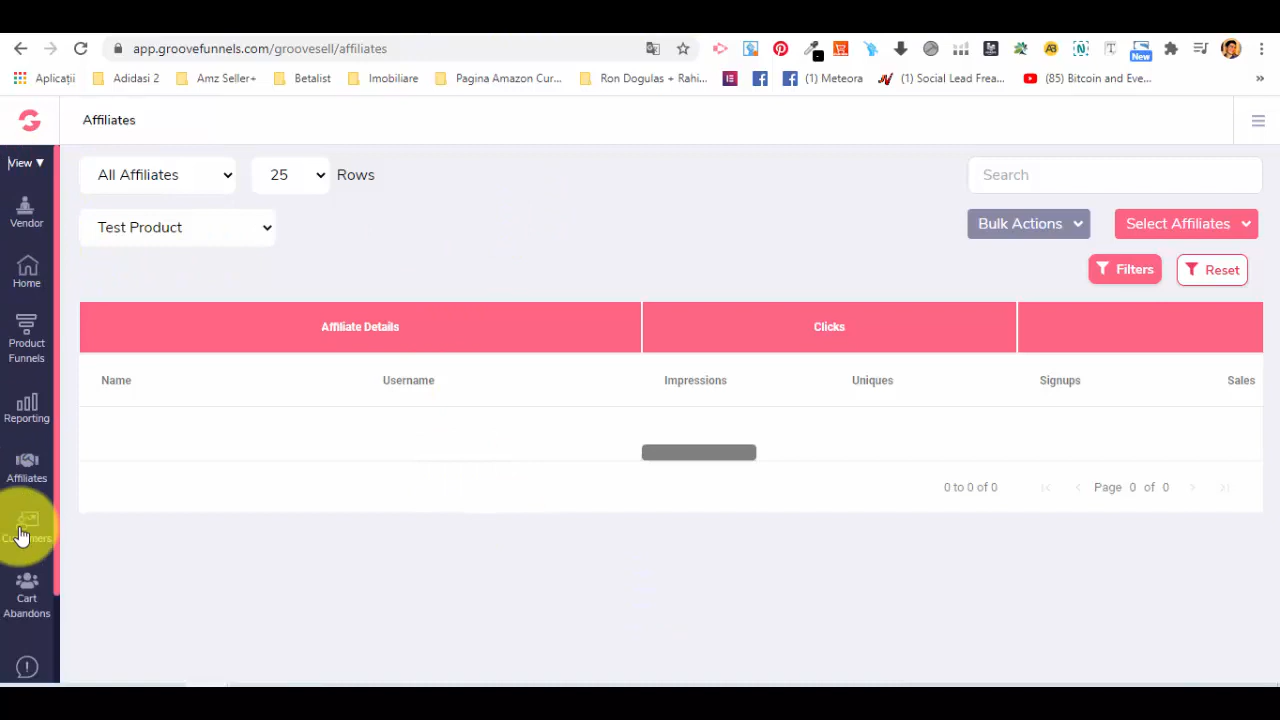 app.groovefunnels.com/groovesell/affiliates
New
Aplicații
Adidasi 2
Amz Seller+
Betalist
Imobiliare
Pagina Amazon Cur...
Ron Dogulas + Rahi...
(1) Meteora
(1) Social Lead Frea...
(85) Bitcoin and Eve...
»
Affiliates
View ▼
Vendor
Home
Product
Funnels
Reporting
Affiliates
Customers
Cart
Abandons
All Affiliates
25
Rows
Search
Test Product
Bulk Actions
Select Affiliates
Filters
Reset
Affiliate Details
Clicks
Name
Username
Impressions
Uniques
Signups
Sales
0 to 0 of 0
Page 0 of 0